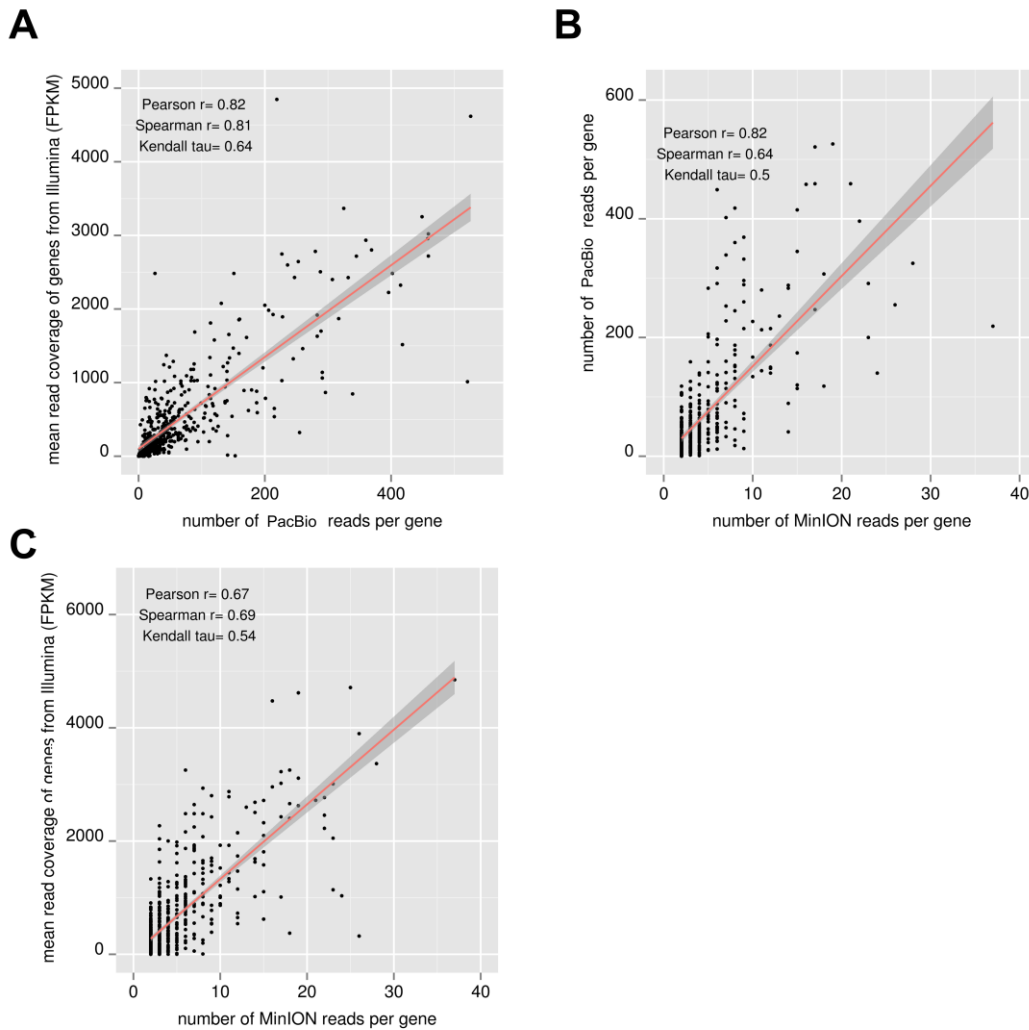 A
mean read coverage of genes from Illumina (FPKM)
5000
4000
3000
2000
1000
0
Pearson r= 0.82
Spearman r= 0.81
Kendall tau= 0.64
0 200 400
number of PacBio reads per gene
B
number of PacBio reads per gene
600
400
200
0
Pearson r= 0.82
Spearman r= 0.64
Kendall tau= 0.5
0 10 20 30 40
number of MinION reads per gene
C
mean read coverage of genes from Illumina (FPKM)
6000
4000
2000
0
Pearson r= 0.67
Spearman r= 0.69
Kendall tau= 0.54
0 10 20 30 40
number of MinION reads per gene